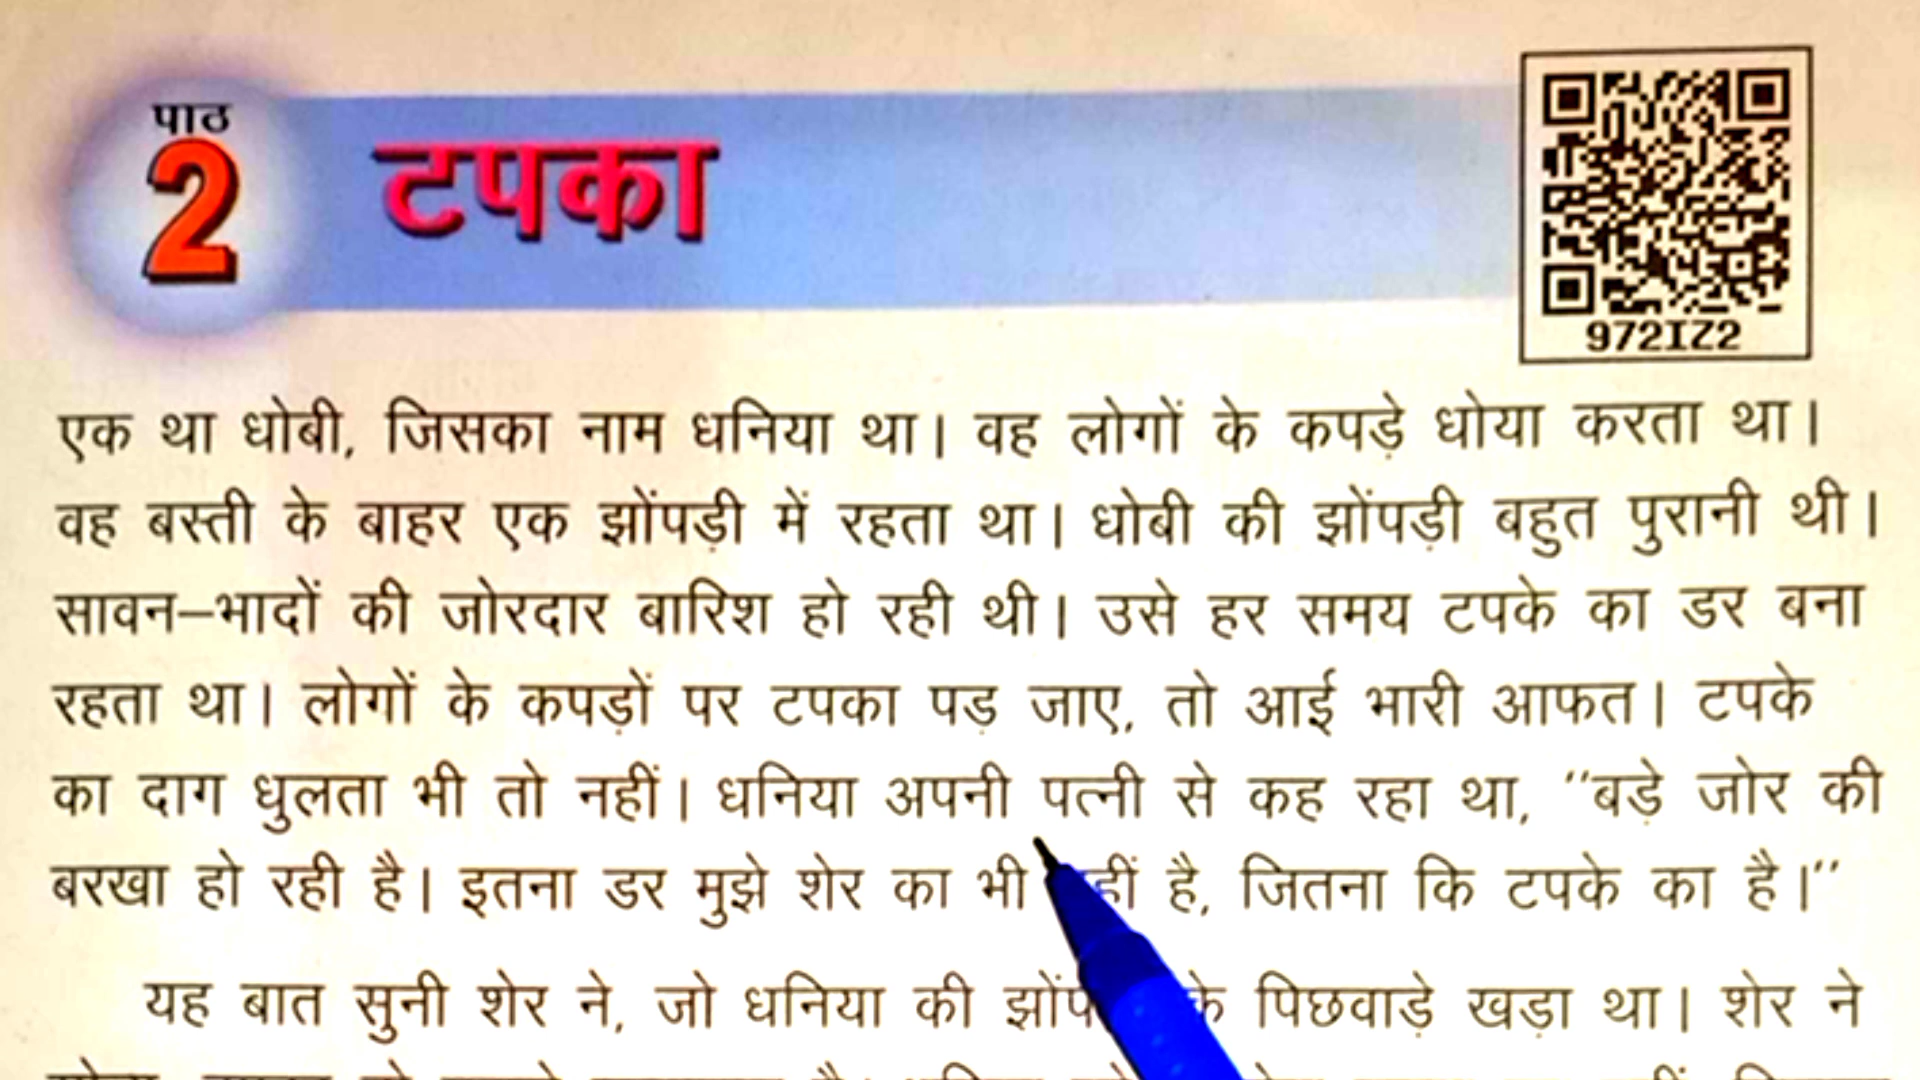 पाठ
2
टपका
972IZ2
एक था धोबी, जिसका नाम धनिया था। वह लोगों के कपड़े धोया करता था।
वह बस्ती के बाहर एक झोंपड़ी में रहता था। धोबी की झोंपड़ी बहुत पुरानी थी।
सावन–भादों की जोरदार बारिश हो रही थी। उसे हर समय टपके का डर बना
रहता था। लोगों के कपड़ों पर टपका पड़ जाए, तो आई भारी आफत। टपके
का दाग धुलता भी तो नहीं। धनिया अपनी पत्नी से कह रहा था, "बड़े जोर की
बरखा हो रही है। इतना डर मुझे शेर का भी है, जितना कि टपके का है।"
यह बात सुनी शेर ने, जो धनिया की के पिछवाड़े खड़ा था। शेर ने